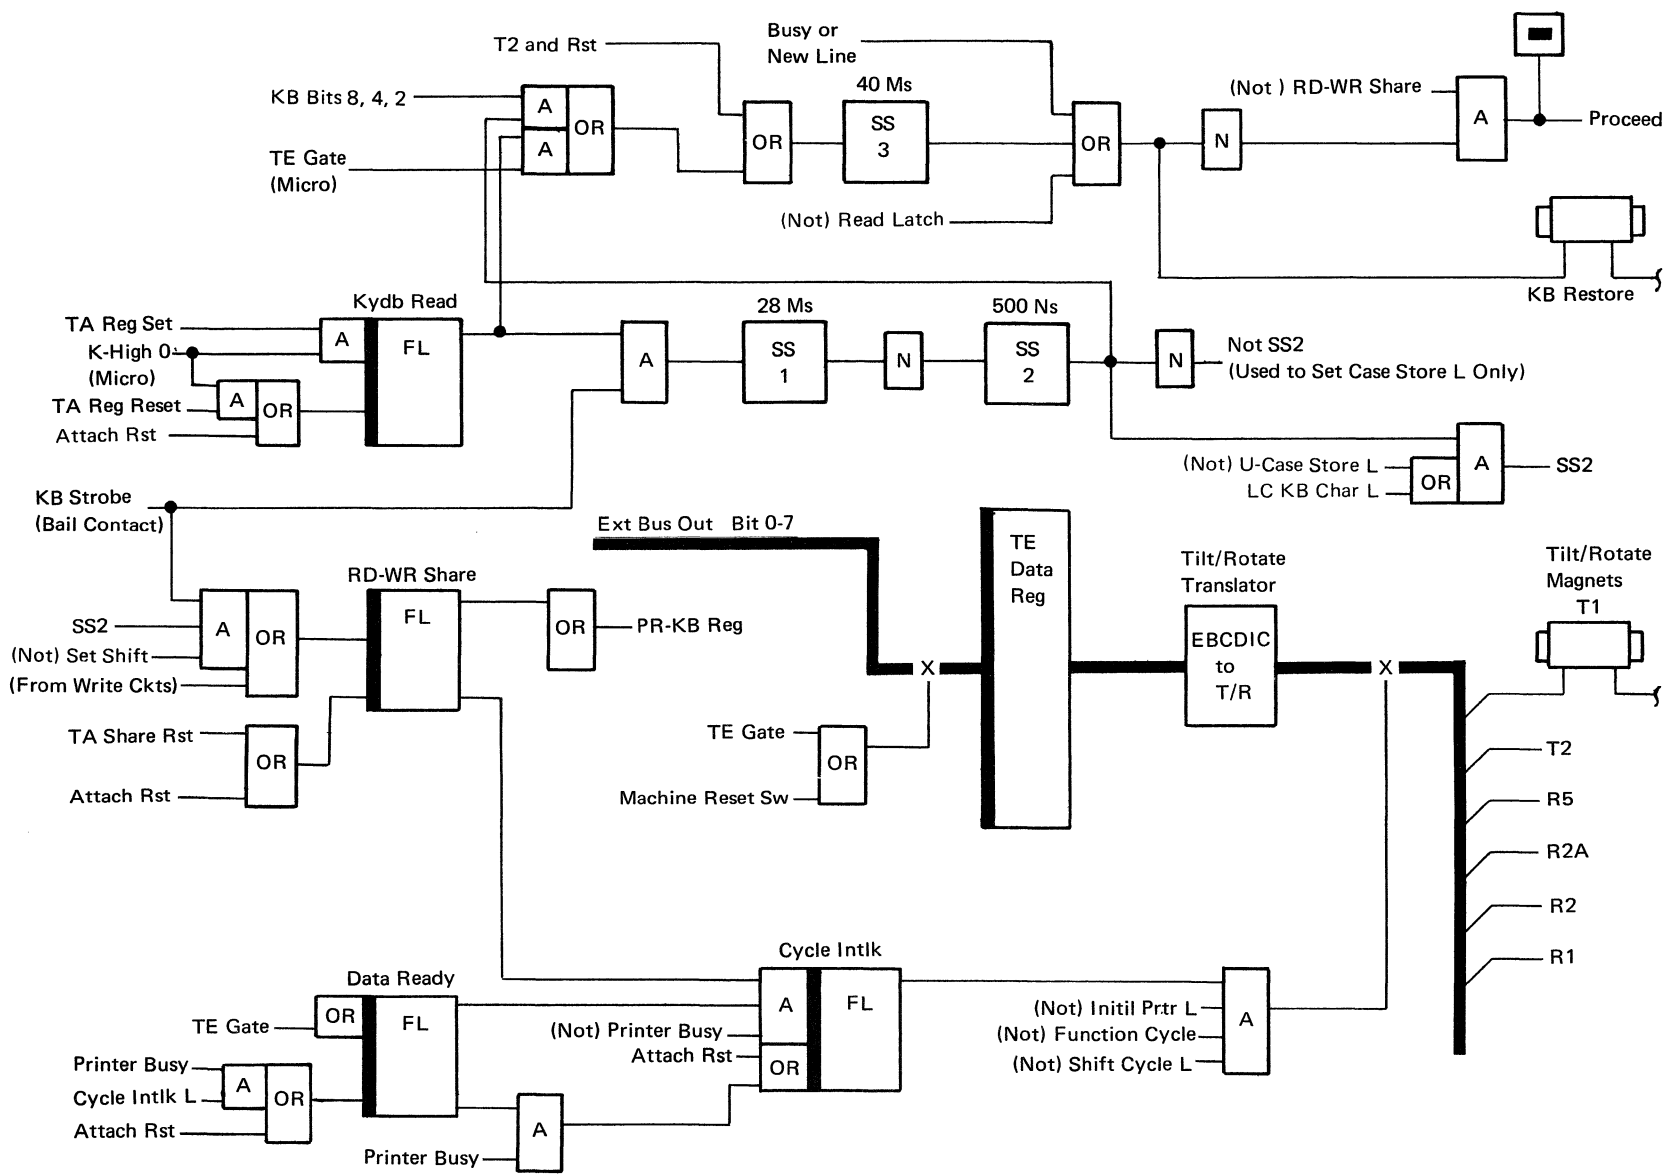 T2 and Rst
Busy or
New Line
KB Bits 8, 4, 2
A
OR
A
TE Gate
(Micro)
OR
40 Ms
SS
3
OR
N
(Not ) RD-WR Share
A
Proceed
(Not) Read Latch
KB Restore
Kydb Read
TA Reg Set
K-High 0
(Micro)
A
FL
A
OR
TA Reg Reset
Attach Rst
A
28 Ms
SS
1
N
500 Ns
SS
2
N
Not SS2
(Used to Set Case Store L Only)
(Not) U-Case Store L
LC KB Char L
OR
A
SS2
KB Strobe
(Bail Contact)
Ext Bus Out Bit 0-7
TE
Data
Reg
Tilt/Rotate
Translator
EBCDIC
to
T/R
Tilt/Rotate
Magnets
T1
RD-WR Share
SS2
(Not) Set Shift
(From Write Ckts)
A
OR
FL
OR
PR-KB Reg
X
X
TA Share Rst
Attach Rst
OR
TE Gate
Machine Reset Sw
OR
T2
R5
R2A
R2
R1
Data Ready
TE Gate
OR
FL
Printer Busy
Cycle Intlk L
Attach Rst
A
OR
Printer Busy
A
Cycle Intlk
(Not) Printer Busy
Attach Rst
A
OR
FL
(Not) Initil Prtr L
(Not) Function Cycle
(Not) Shift Cycle L
A